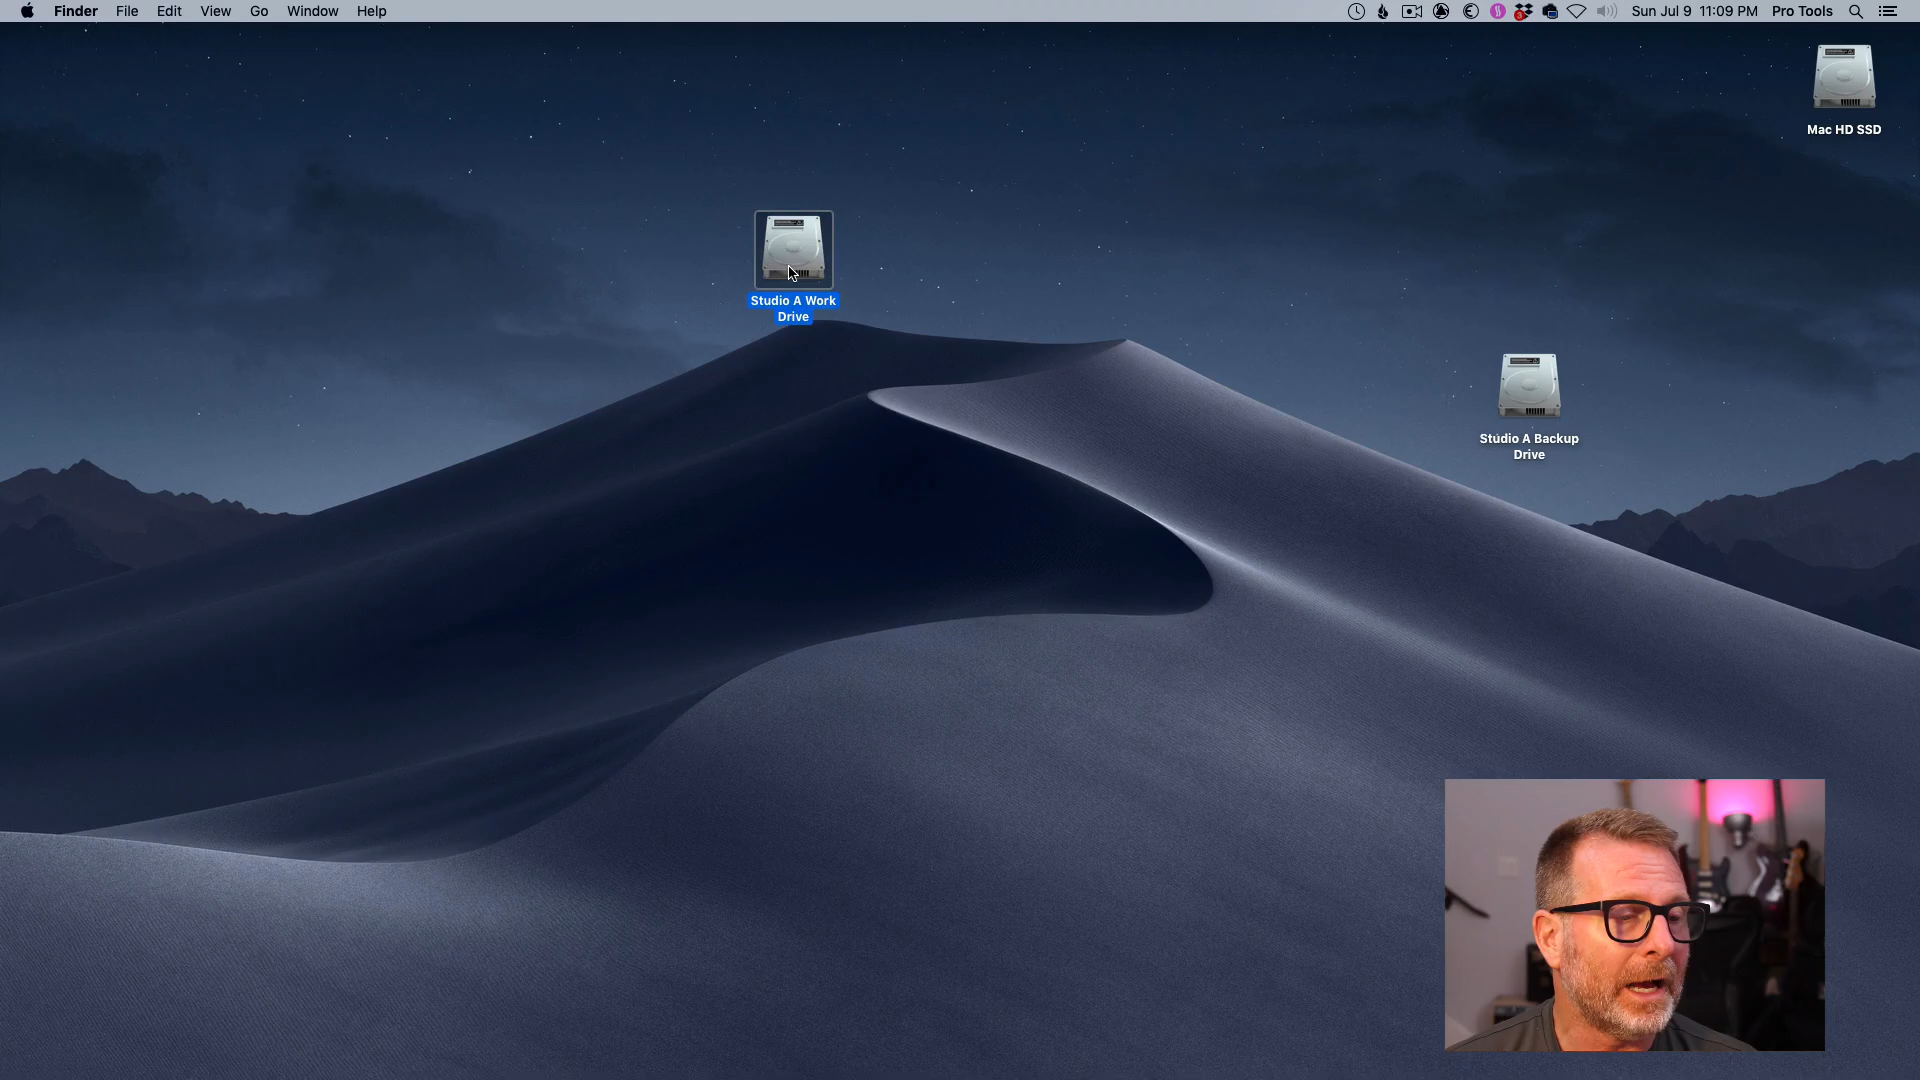 Finder File Edit View Go Window Help
3
Sun Jul 9 11:09 PM Pro Tools
Mac HD SSD
Studio A Work
Drive
Studio A Backup
Drive